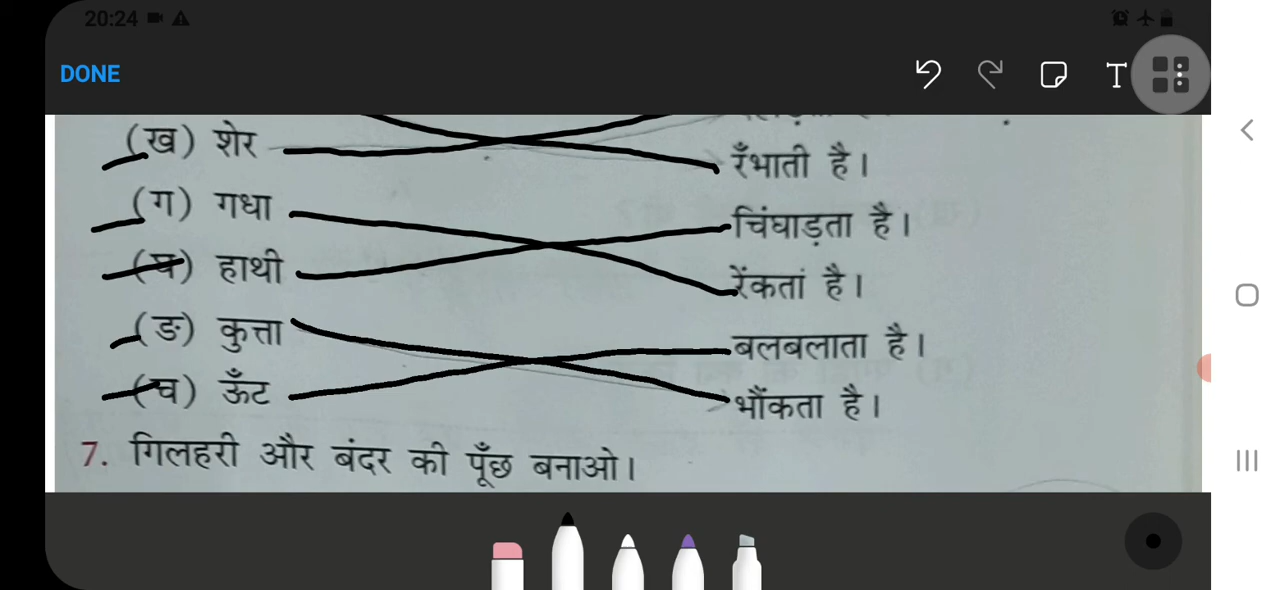 20:24
DONE
T
(ख) शेर
रँभाती है।
(ग) गधा
चिंघाड़ता है।
(घ) हाथी
रेंकतां है।
(ङ) कुत्ता
बलबलाता है।
(च) ऊँट
भौंकता है।
7. गिलहरी और बंदर की पूँछ बनाओ।